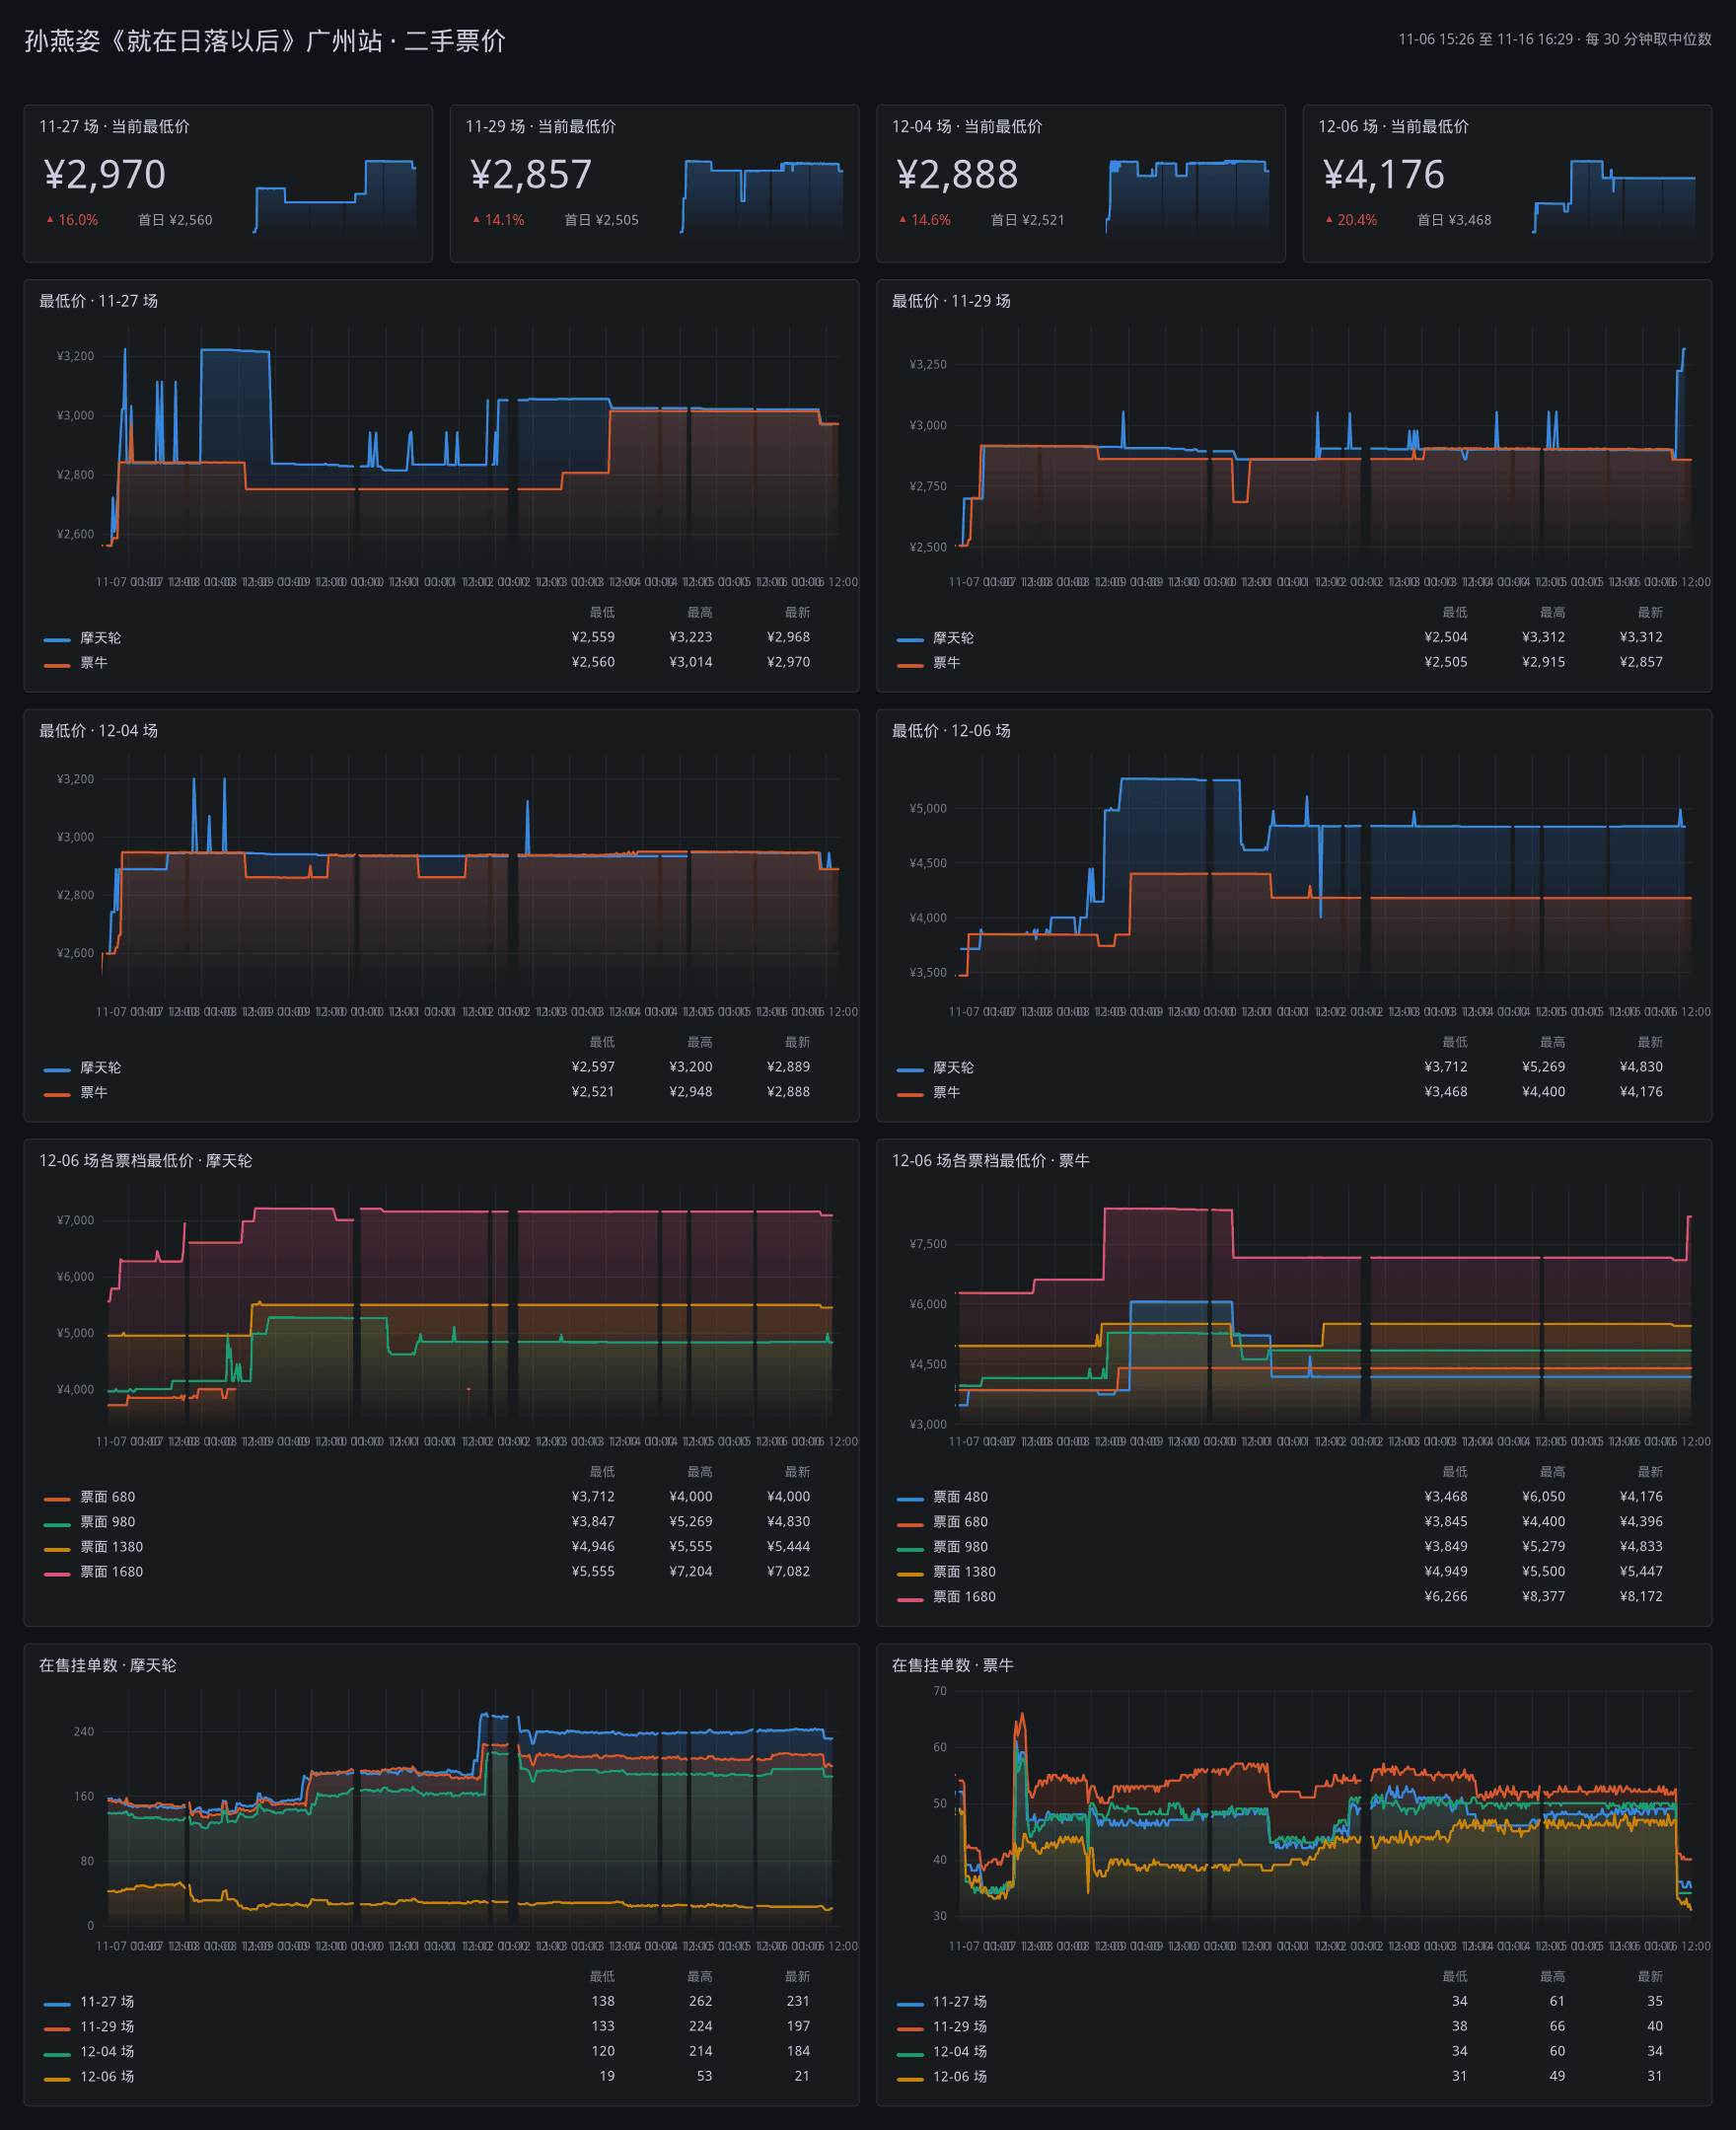 孙燕姿《就在日落以后》广州站 · 二手票价
11-06 15:26 至 11-16 16:29 · 每 30 分钟取中位数
11-27 场 · 当前最低价
¥2,970
▲ 16.0% 首日 ¥2,560
11-29 场 · 当前最低价
¥2,857
▲ 14.1% 首日 ¥2,505
12-04 场 · 当前最低价
¥2,888
▲ 14.6% 首日 ¥2,521
12-06 场 · 当前最低价
¥4,176
▲ 20.4% 首日 ¥3,468
最低价 · 11-27 场
¥3,200
¥3,000
¥2,800
¥2,600
最低 最高 最新
摩天轮 ¥2,559 ¥3,223 ¥2,968
票牛 ¥2,560 ¥3,014 ¥2,970
最低价 · 11-29 场
¥3,250
¥3,000
¥2,750
¥2,500
最低 最高 最新
摩天轮 ¥2,504 ¥3,312 ¥3,312
票牛 ¥2,505 ¥2,915 ¥2,857
最低价 · 12-04 场
¥3,200
¥3,000
¥2,800
¥2,600
最低 最高 最新
摩天轮 ¥2,597 ¥3,200 ¥2,889
票牛 ¥2,521 ¥2,948 ¥2,888
最低价 · 12-06 场
¥5,000
¥4,500
¥4,000
¥3,500
最低 最高 最新
摩天轮 ¥3,712 ¥5,269 ¥4,830
票牛 ¥3,468 ¥4,400 ¥4,176
12-06 场各票档最低价 · 摩天轮
¥7,000
¥6,000
¥5,000
¥4,000
最低 最高 最新
票面 680 ¥3,712 ¥4,000 ¥4,000
票面 980 ¥3,847 ¥5,269 ¥4,830
票面 1380 ¥4,946 ¥5,555 ¥5,444
票面 1680 ¥5,555 ¥7,204 ¥7,082
12-06 场各票档最低价 · 票牛
¥7,500
¥6,000
¥4,500
¥3,000
最低 最高 最新
票面 480 ¥3,468 ¥6,050 ¥4,176
票面 680 ¥3,845 ¥4,400 ¥4,396
票面 980 ¥3,849 ¥5,279 ¥4,833
票面 1380 ¥4,949 ¥5,500 ¥5,447
票面 1680 ¥6,266 ¥8,377 ¥8,172
在售挂单数 · 摩天轮
240
160
80
0
最低 最高 最新
11-27 场 138 262 231
11-29 场 133 224 197
12-04 场 120 214 184
12-06 场 19 53 21
在售挂单数 · 票牛
70
60
50
40
30
最低 最高 最新
11-27 场 34 61 35
11-29 场 38 66 40
12-04 场 34 60 34
12-06 场 31 49 31